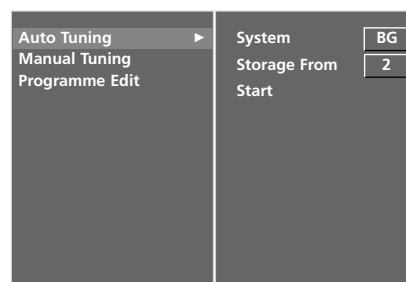 Auto Tuning ►
Manual Tuning
Programme Edit
System BG
Storage From 2
Start